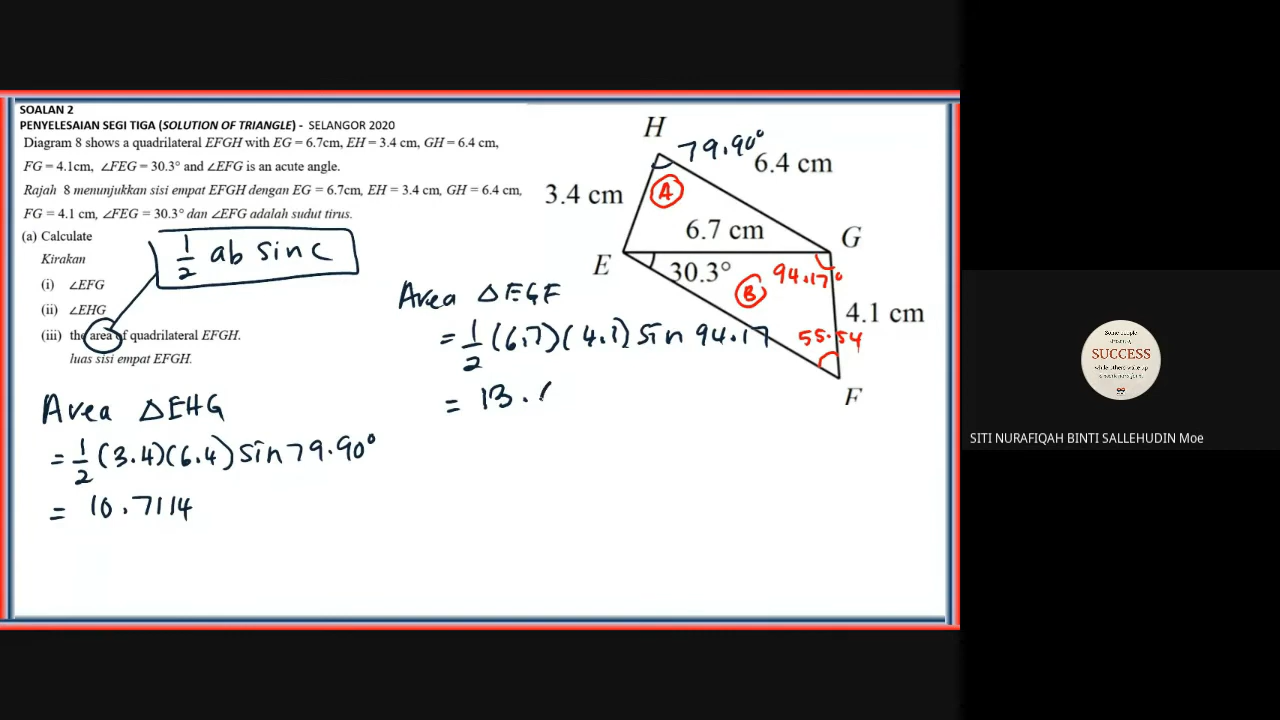 SOALAN 2
PENYELESAIAN SEGI TIGA (SOLUTION OF TRIANGLE) - SELANGOR 2020
Diagram 8 shows a quadrilateral EFGH with EG = 6.7cm, EH = 3.4 cm, GH = 6.4 cm,
FG = 4.1cm, ∠FEG = 30.3° and ∠EFG is an acute angle.
Rajah 8 menunjukkan sisi empat EFGH dengan EG = 6.7cm, EH = 3.4 cm, GH = 6.4 cm,
FG = 4.1 cm, ∠FEG = 30.3° dan ∠EFG adalah sudut tirus.
(a) Calculate
Kirakan
(i) ∠EFG
(ii) ∠EHG
(iii) the area of quadrilateral EFGH.
luas sisi empat EFGH.
1/2 ab sin C
Area △EHG
= 1/2 (3.4)(6.4) sin 79.90°
= 10.7114
Area △EGF
= 1/2 (6.7)(4.1) sin 94.17
= 13.
H
79.90°
6.4 cm
3.4 cm
A
6.7 cm
G
E
30.3°
94.17°
B
4.1 cm
55.54
F
SUCCESS
SITI NURAFIQAH BINTI SALLEHUDIN Moe